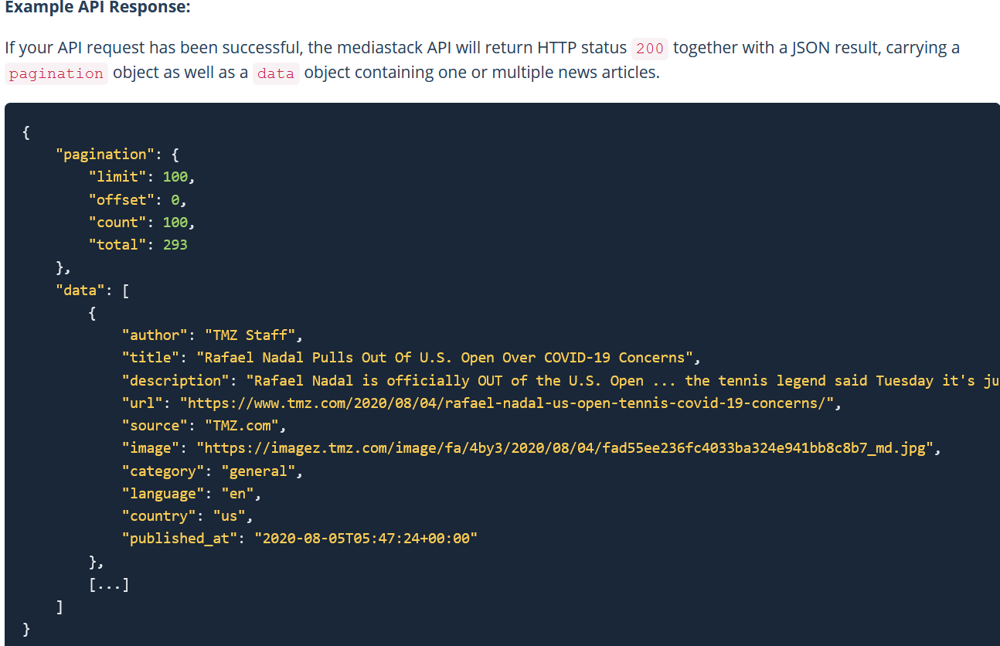 Example API Response:
If your API request has been successful, the mediastack API will return HTTP status 200 together with a JSON result, carrying a
pagination object as well as a data object containing one or multiple news articles.
{
    "pagination": {
        "limit": 100,
        "offset": 0,
        "count": 100,
        "total": 293
    },
    "data": [
        {
            "author": "TMZ Staff",
            "title": "Rafael Nadal Pulls Out Of U.S. Open Over COVID-19 Concerns",
            "description": "Rafael Nadal is officially OUT of the U.S. Open ... the tennis legend said Tuesday it's ju
            "url": "https://www.tmz.com/2020/08/04/rafael-nadal-us-open-tennis-covid-19-concerns/",
            "source": "TMZ.com",
            "image": "https://imagez.tmz.com/image/fa/4by3/2020/08/04/fad55ee236fc4033ba324e941bb8c8b7_md.jpg",
            "category": "general",
            "language": "en",
            "country": "us",
            "published_at": "2020-08-05T05:47:24+00:00"
        },
        [...]
    ]
}